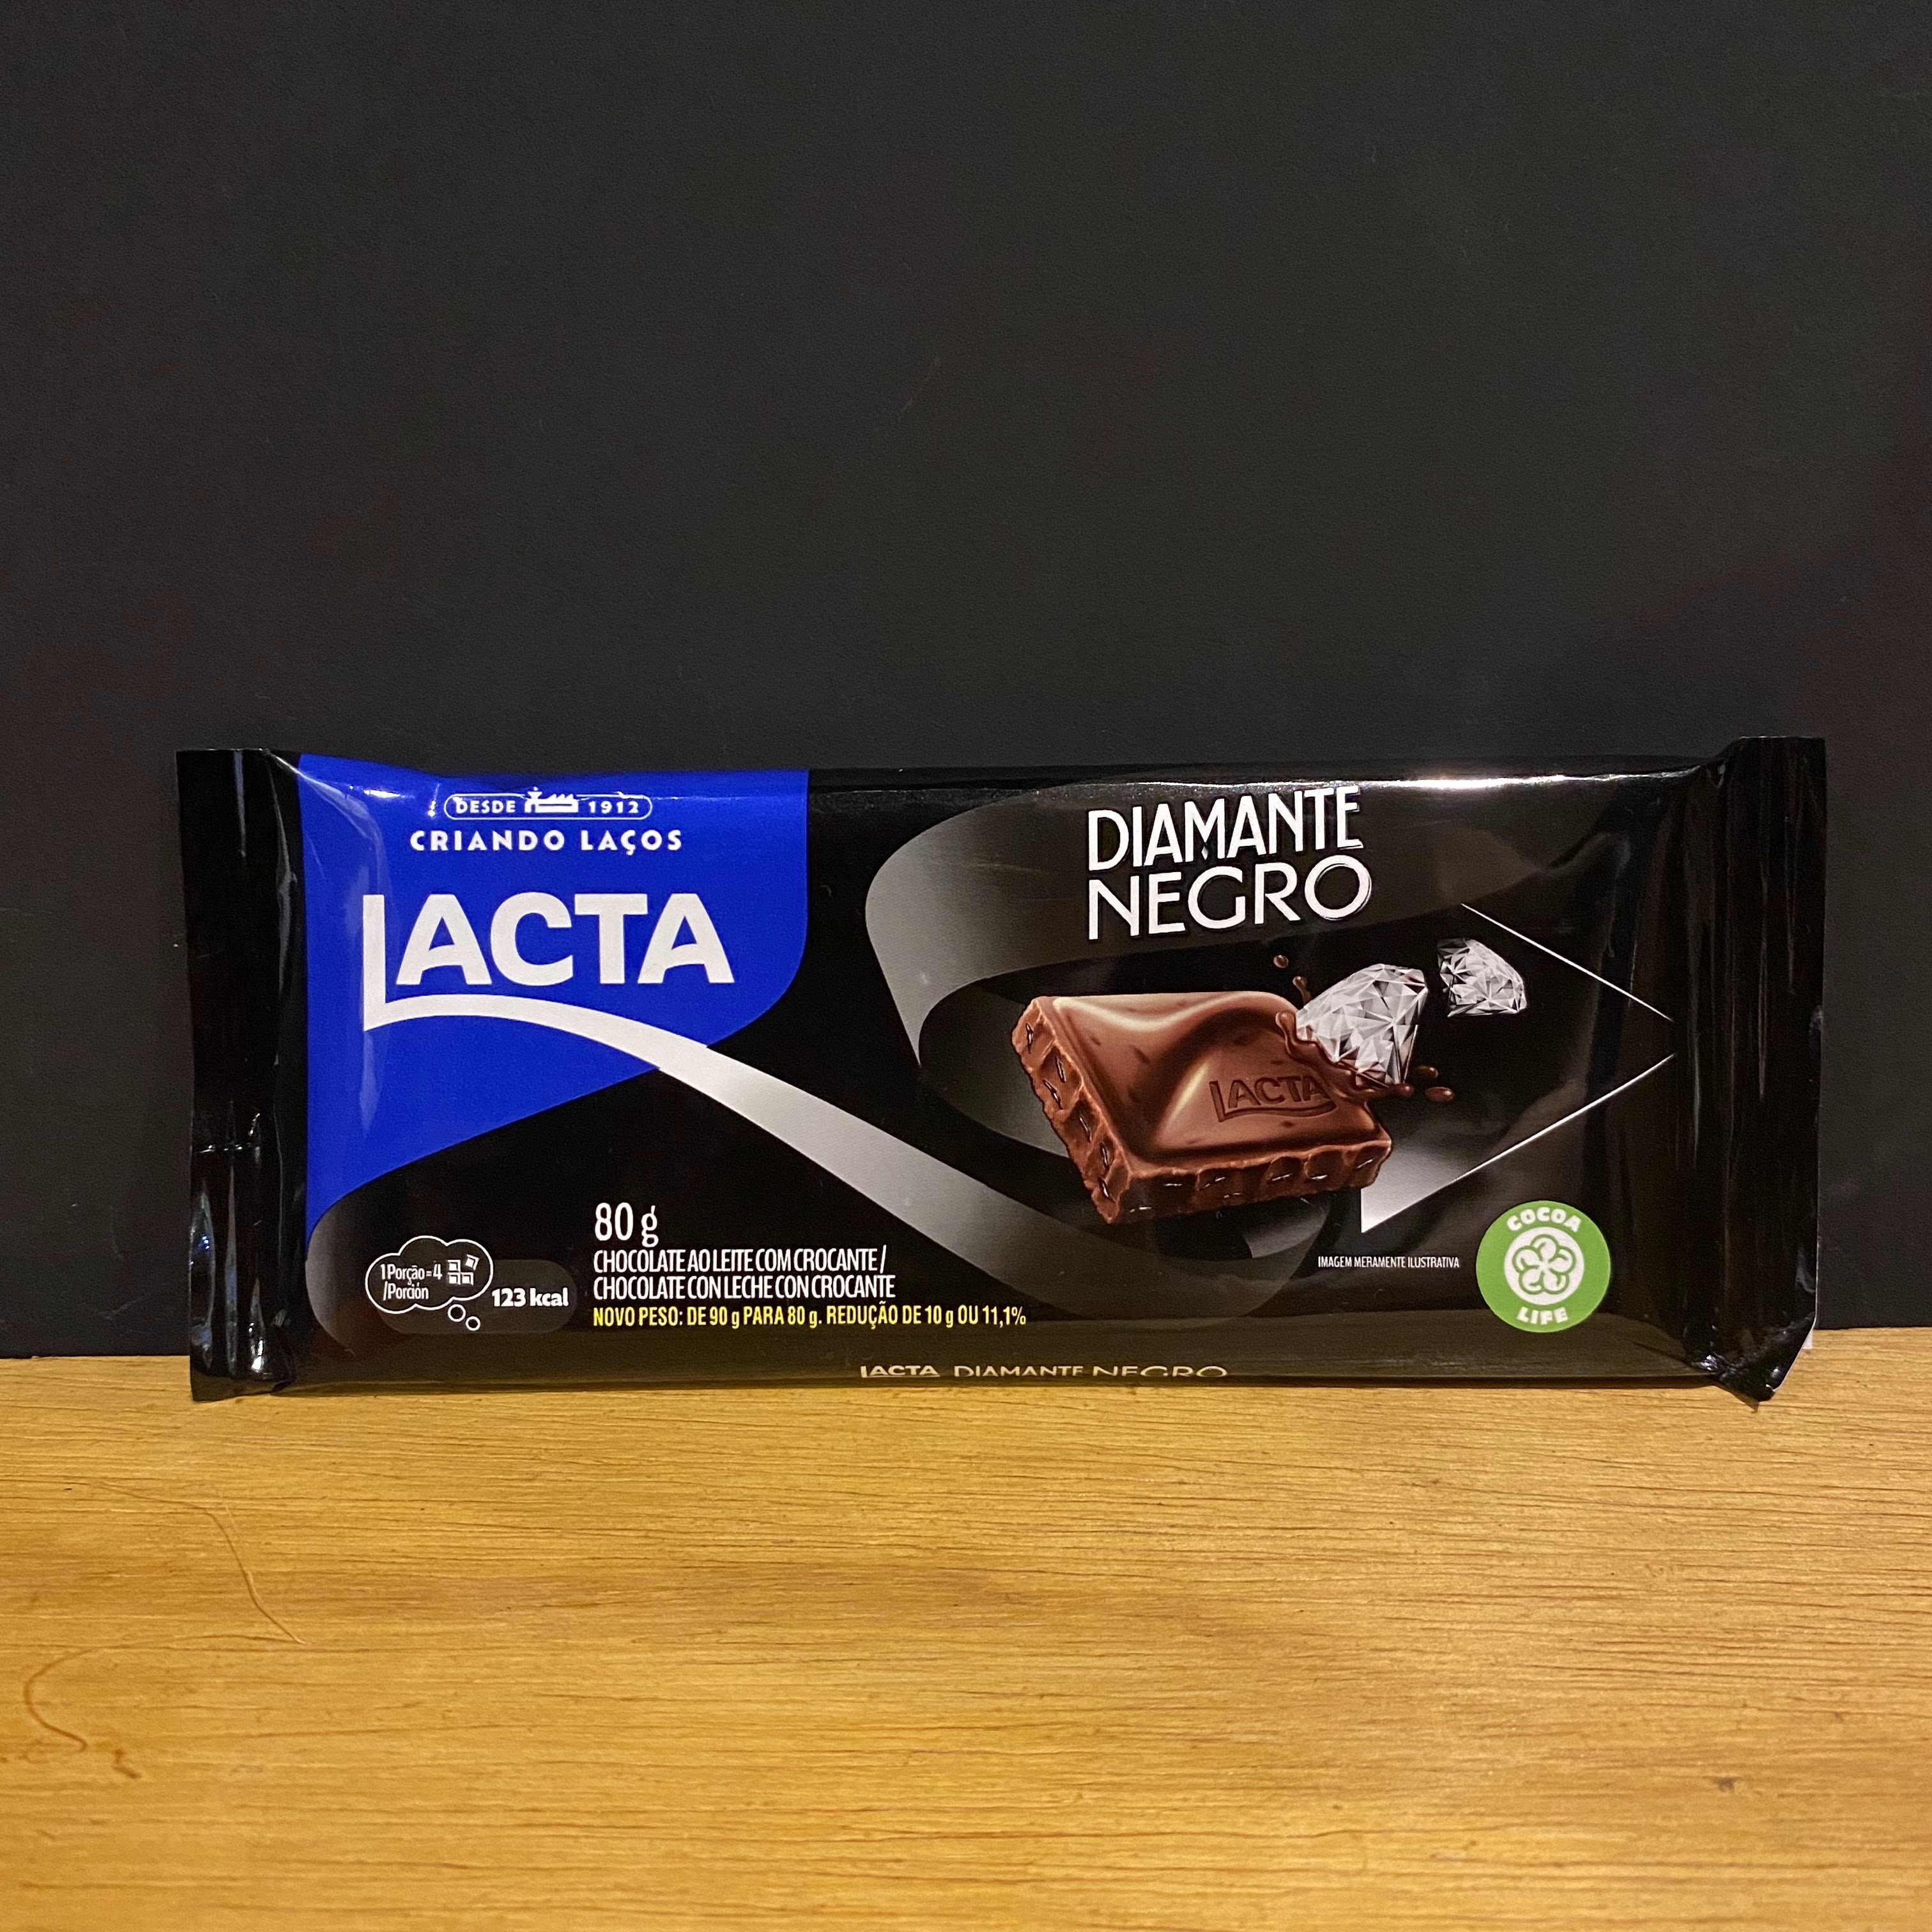 DESDE 1912
CRIANDO LAÇOS
LACTA
DIAMANTE
NEGRO
LACTA
80 g
CHOCOLATE AO LEITE COM CROCANTE /
CHOCOLATE CON LECHE CON CROCANTE
NOVO PESO: DE 90 g PARA 80 g. REDUÇÃO DE 10 g OU 11,1%
1 Porção = 4
/Porción
123 kcal
IMAGEM MERAMENTE ILUSTRATIVA
COCOA
LIFE
LACTA DIAMANTE NEGRO